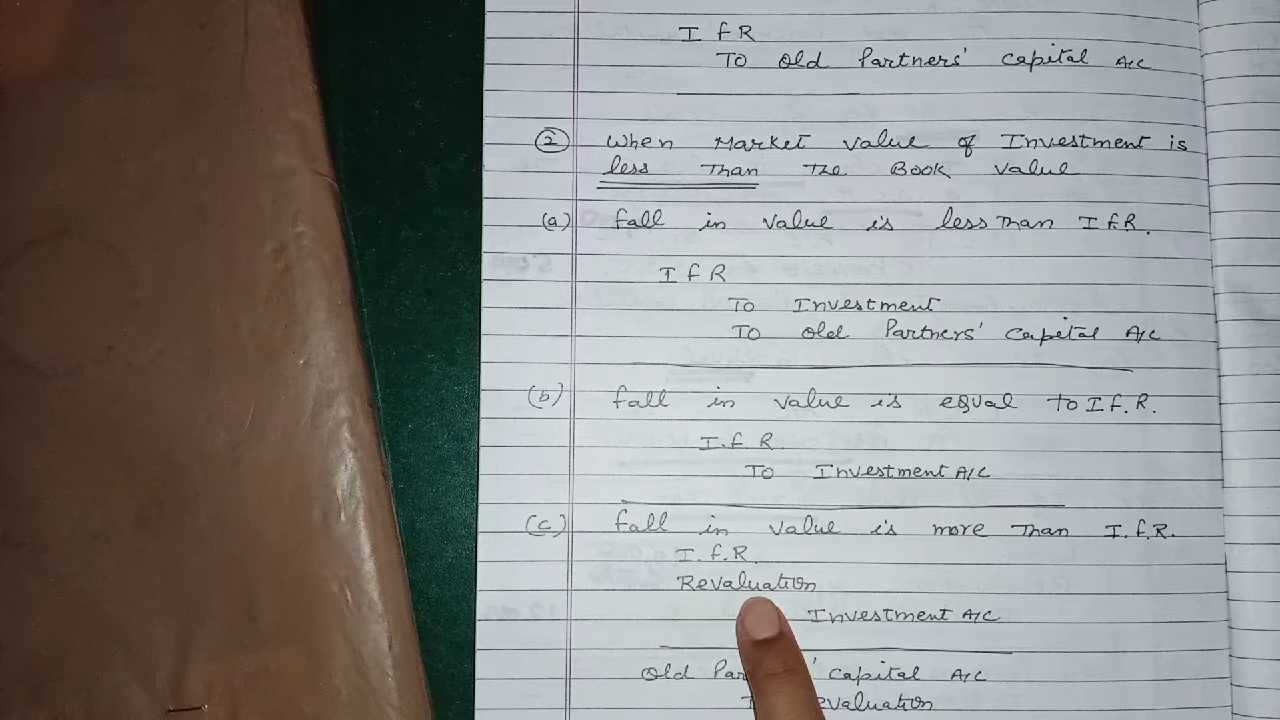 I f R
To Old Partners' Capital A/c
② When Market value of Investment is
less Than The Book value
(a) fall in value is less Than I f.R.
I f R
To Investment
To Old Partners' Capital A/c
(b) fall in value is equal to I f. R.
I. f R.
To Investment A/C
(c) fall in value is more Than I. f. R.
I. f. R.
Revaluation
Investment A/C
Old Capital A/C